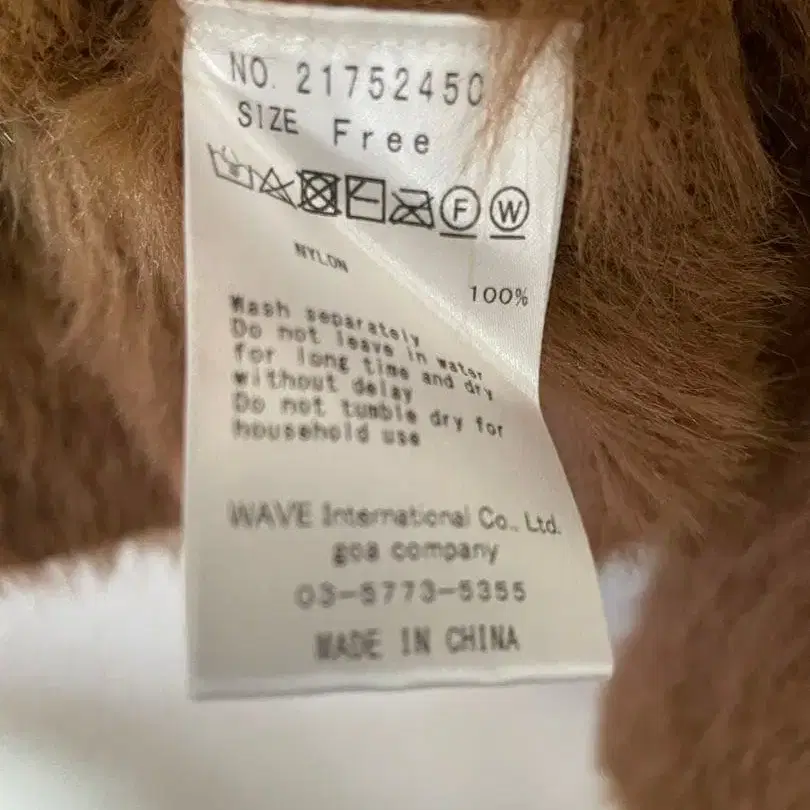 NO. 21752450
SIZE Free
F W
NYLON 100%
Wash separately
Do not leave in water
for long time and dry
without delay
Do not tumble dry for
household use
WAVE International Co., Ltd.
goa company
03-5773-5355
MADE IN CHINA